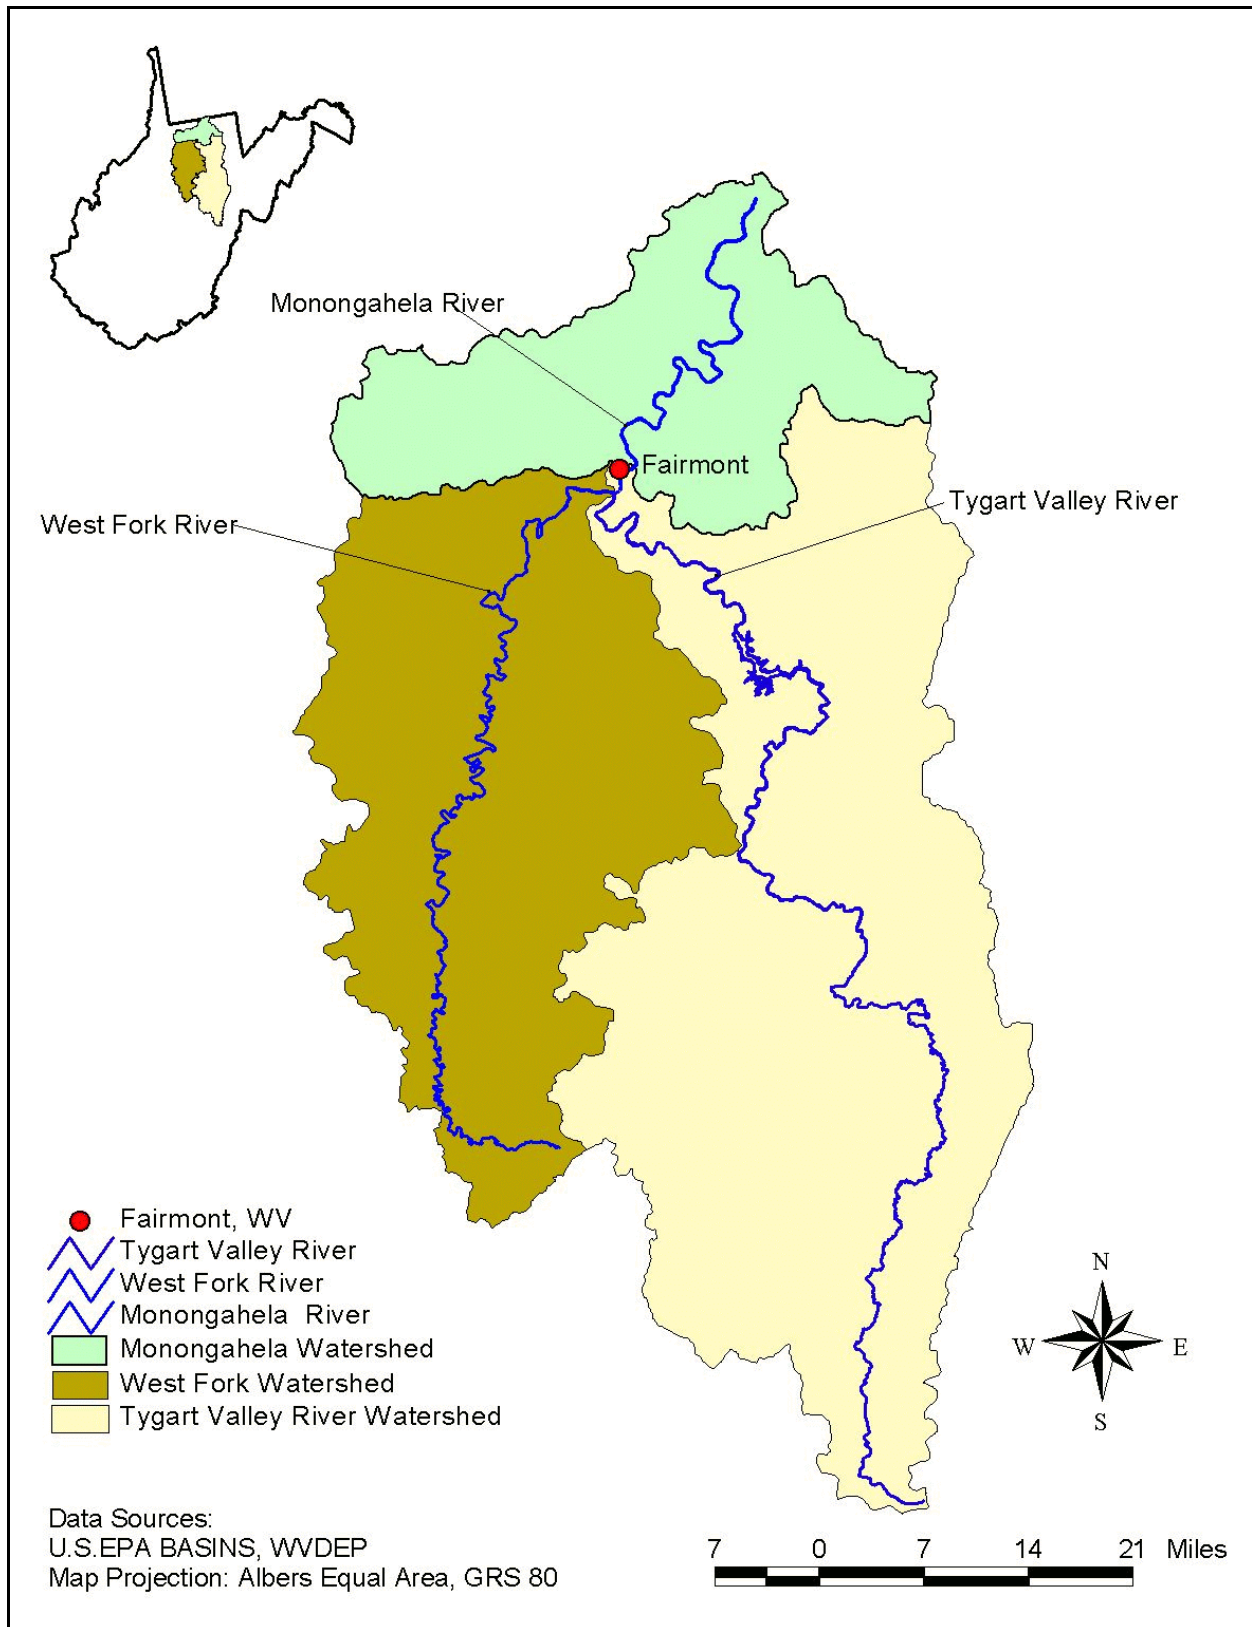 Monongahela River
Fairmont
Tygart Valley River
West Fork River
Fairmont, WV
Tygart Valley River
West Fork River
Monongahela River
Monongahela Watershed
West Fork Watershed
Tygart Valley River Watershed
N
W E
S
Data Sources:
U.S.EPA BASINS, WVDEP
Map Projection: Albers Equal Area, GRS 80
7 0 7 14 21 Miles